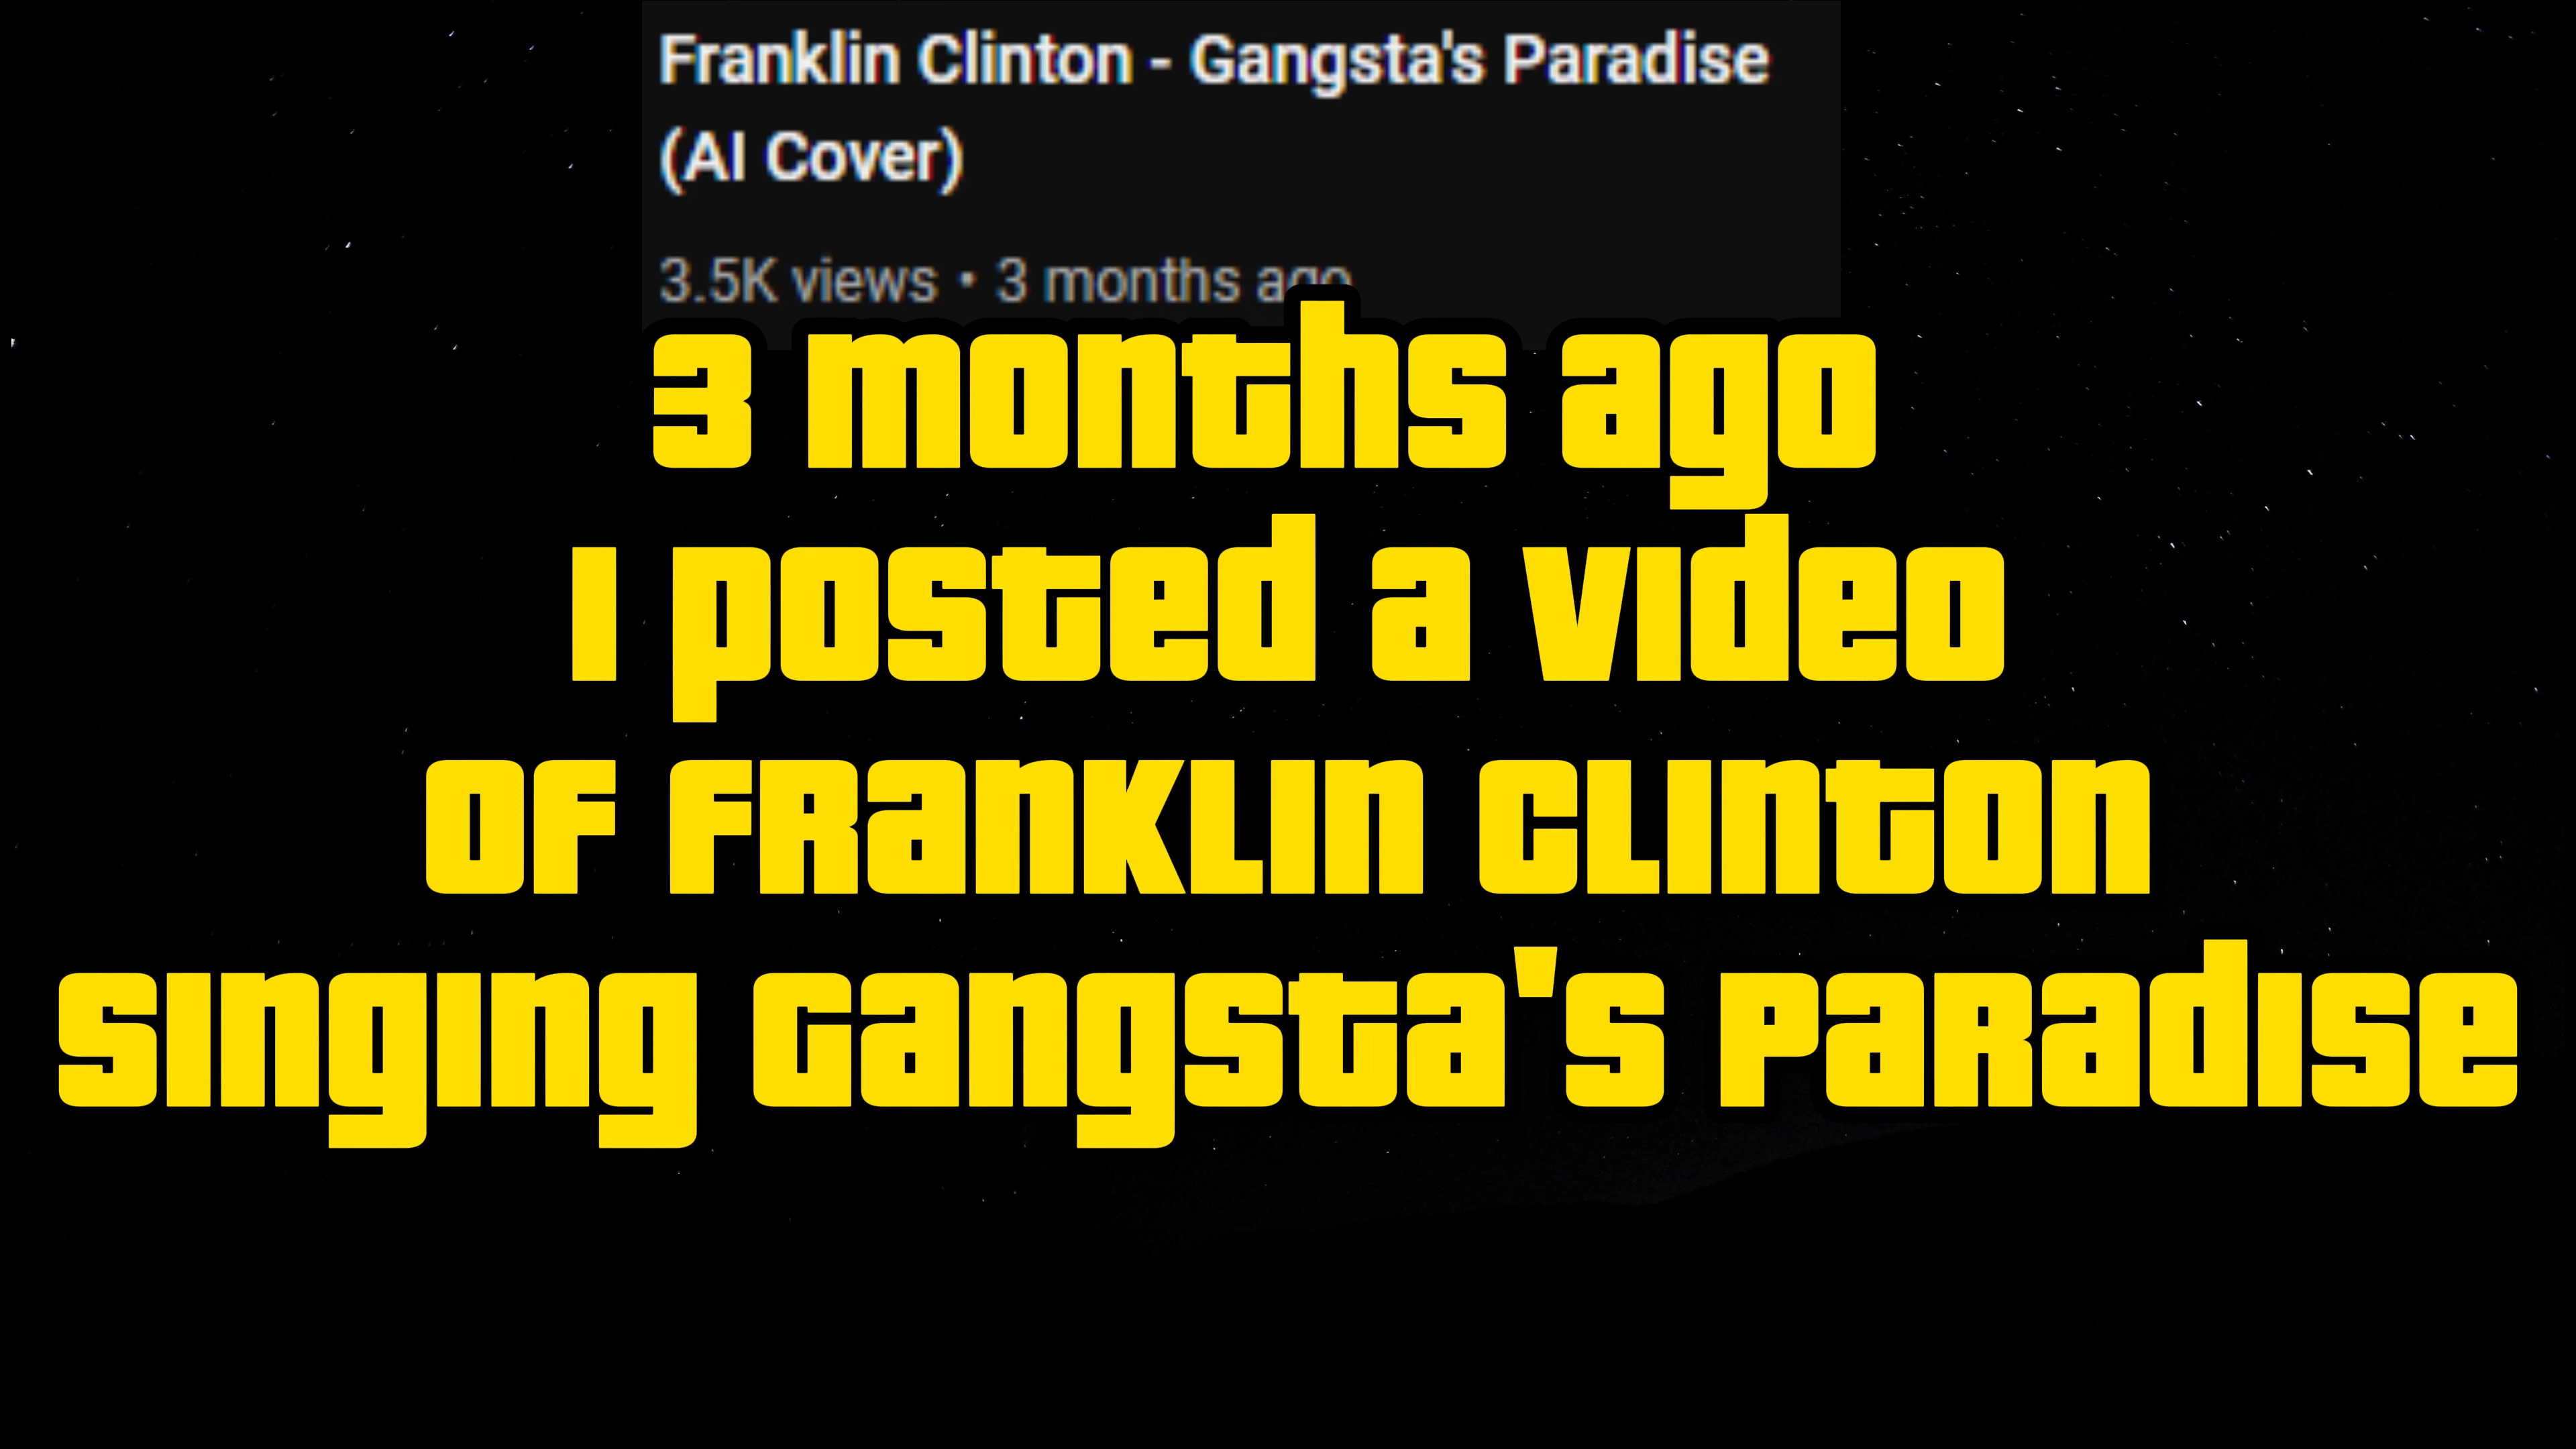 Franklin Clinton - Gangsta's Paradise
(AI Cover)
3.5K views • 3 months ago
3 months ago
I posted a video
of Franklin Clinton
singing Gangsta's Paradise